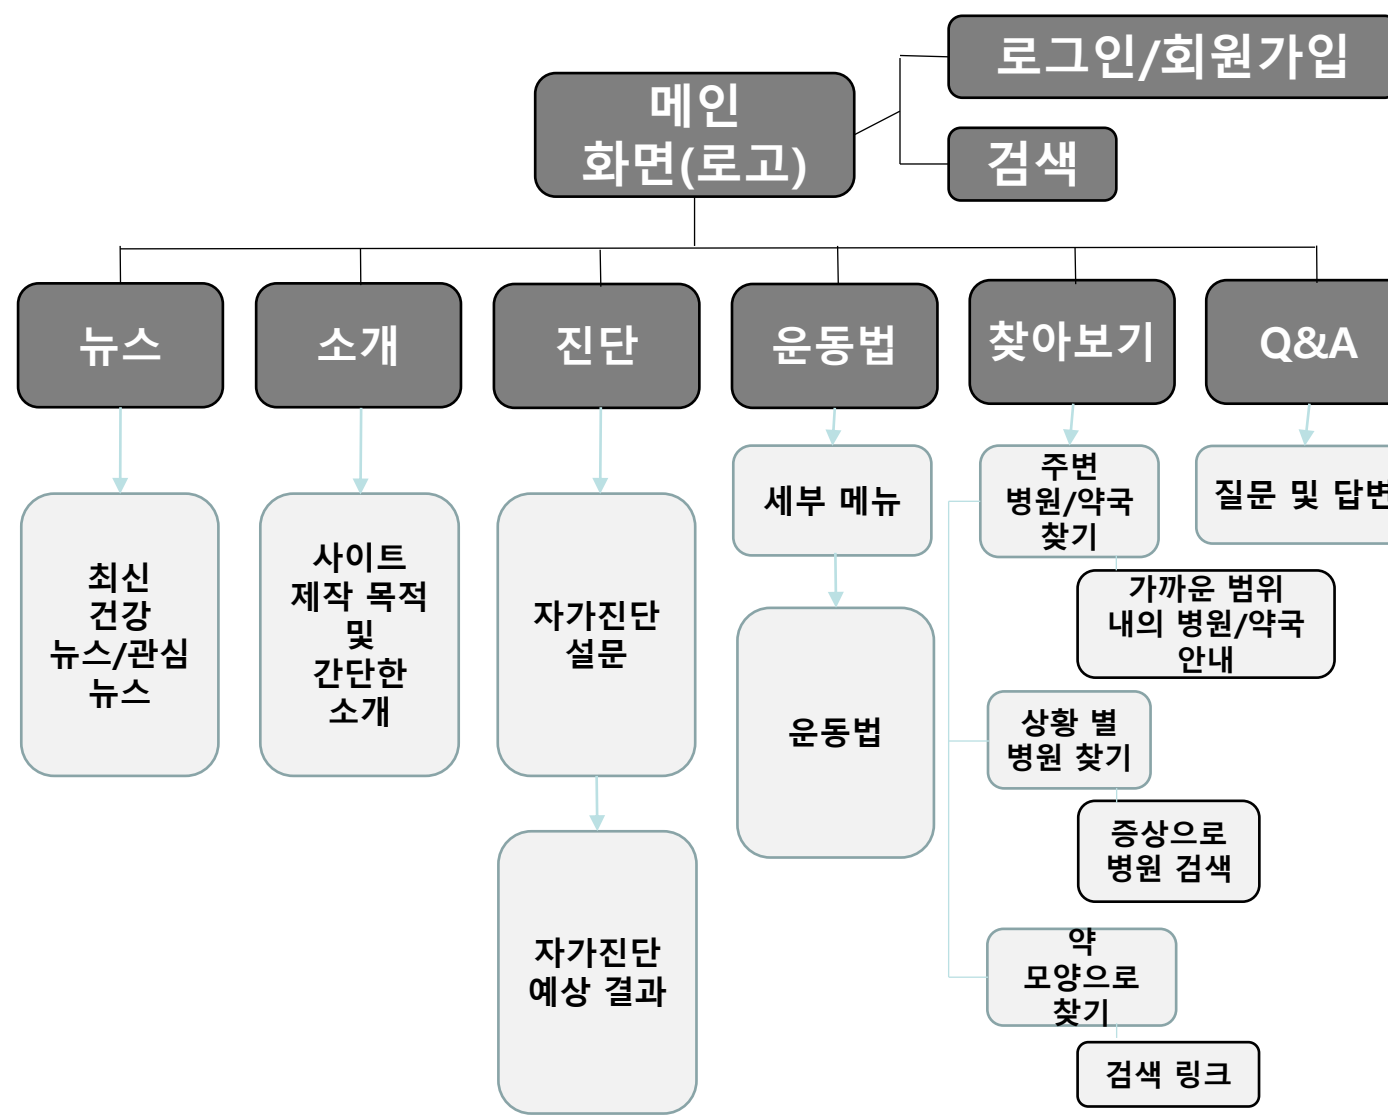 로그인/회원가입
메인
화면(로고)
검색
뉴스
소개
진단
운동법
찾아보기
Q&A
최신
건강
뉴스/관심
뉴스
사이트
제작 목적
및
간단한
소개
자가진단
설문
자가진단
예상 결과
세부 메뉴
운동법
주변
병원/약국
찾기
가까운 범위
내의 병원/약국
안내
상황 별
병원 찾기
증상으로
병원 검색
약
모양으로
찾기
검색 링크
질문 및 답변